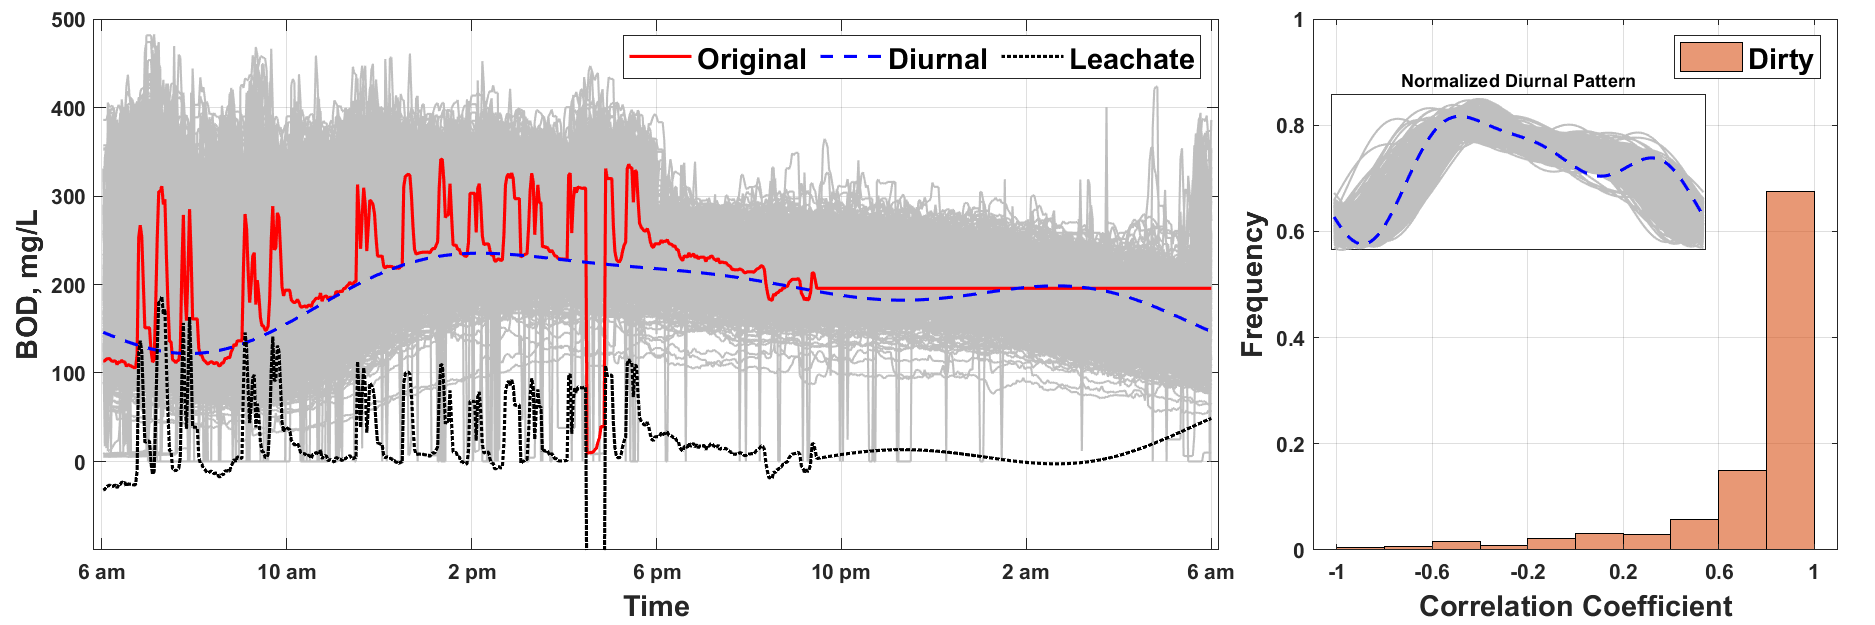 500
400
300
200
100
0
BOD, mg/L
Original Diurnal Leachate
6 am 10 am 2 pm 6 pm 10 pm 2 am 6 am
Time
1
0.8
0.6
0.4
0.2
0
Frequency
Dirty
Normalized Diurnal Pattern
-1 -0.6 -0.2 0.2 0.6 1
Correlation Coefficient